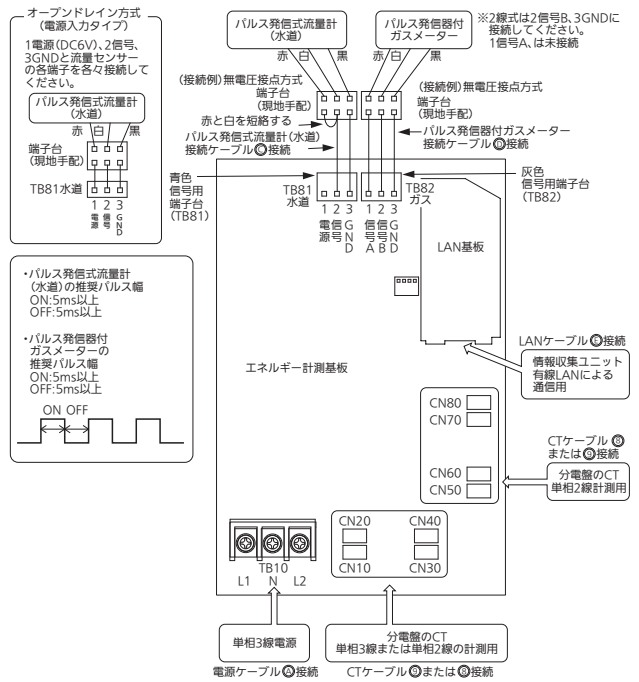 オープンドレイン方式
(電源入力タイプ)
1電源(DC6V)、2信号、
3GNDと流量センサー
の各端子を各々接続して
ください。
パルス発信式流量計
(水道)
赤 白 黒
端子台
(現地手配)
TB81水道
1 2 3
電源 信号 GND
パルス発信式流量計
(水道)
赤 白 黒
パルス発信器付
ガスメーター
赤 白 黒
※2線式は2信号B、3GNDに
接続してください。
1信号A、は未接続
(接続例)無電圧接点方式
端子台
(現地手配)
赤と白を短絡する
パルス発信式流量計(水道)
接続ケーブルⒸ接続
(接続例)無電圧接点方式
端子台
(現地手配)
パルス発信器付ガスメーター
接続ケーブルⒹ接続
青色
信号用
端子台
(TB81)
TB81
水道
1 2 3
電源 信号 GND
TB82
ガス
1 2 3
信号A 信号B GND
灰色
信号用端子台
(TB82)
LAN基板
・パルス発信式流量計
(水道)の推奨パルス幅
ON:5ms以上
OFF:5ms以上
・パルス発信器付
ガスメーターの
推奨パルス幅
ON:5ms以上
OFF:5ms以上
ON OFF
エネルギー計測基板
LANケーブルⒺ接続
情報収集ユニット
有線LANによる
通信用
CN80
CN70
CN60
CN50
CTケーブル⑧
または⑨接続
分電盤のCT
単相2線計測用
CN20 CN40
CN10 CN30
TB10
L1 N L2
単相3線電源
電源ケーブルⒶ接続
分電盤のCT
単相3線または単相2線の計測用
CTケーブル⑨または⑧接続